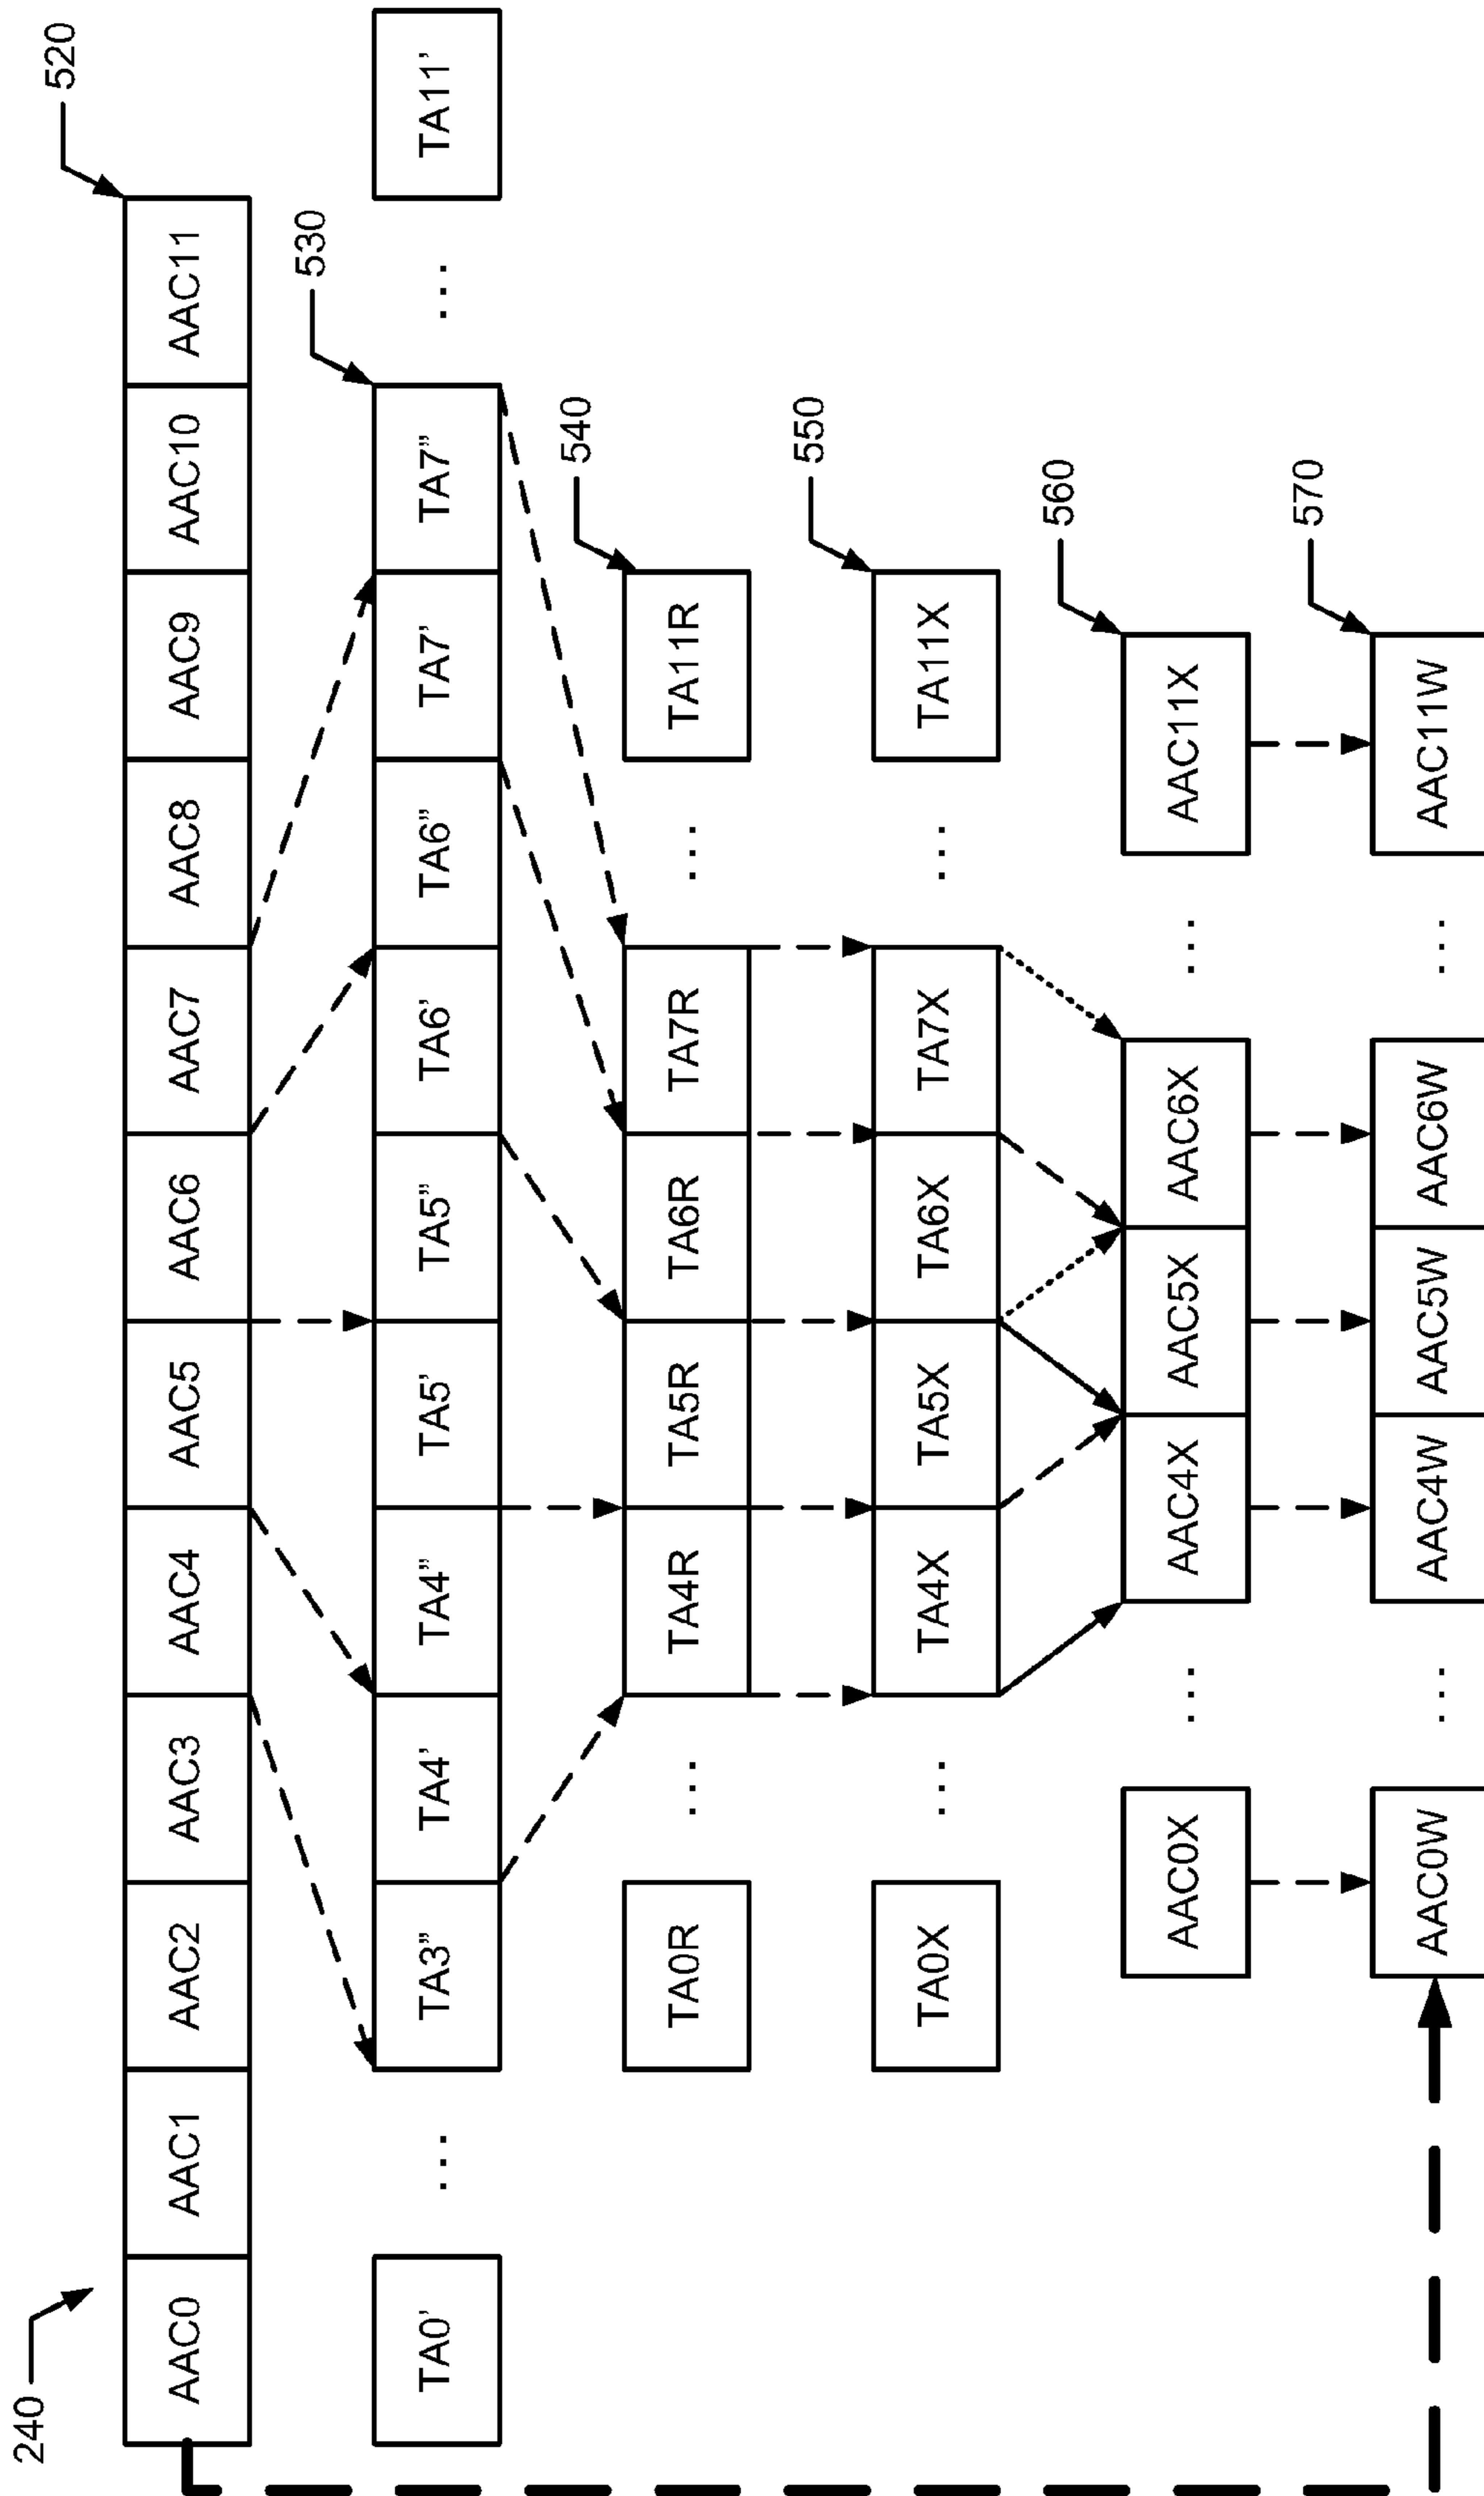 240
520
AAC0 AAC1 AAC2 AAC3 AAC4 AAC5 AAC6 AAC7 AAC8 AAC9 AAC10 AAC11
530
TA0' ... TA3" TA4' TA4" TA5' TA5" TA6' TA6" TA7' TA7" ... TA11'
540
TA0R ... TA4R TA5R TA6R TA7R ... TA11R
550
TA0X ... TA4X TA5X TA6X TA7X ... TA11X
560
AAC0X ... AAC4X AAC5X AAC6X ... AAC11X
570
AAC0W ... AAC4W AAC5W AAC6W ... AAC11W